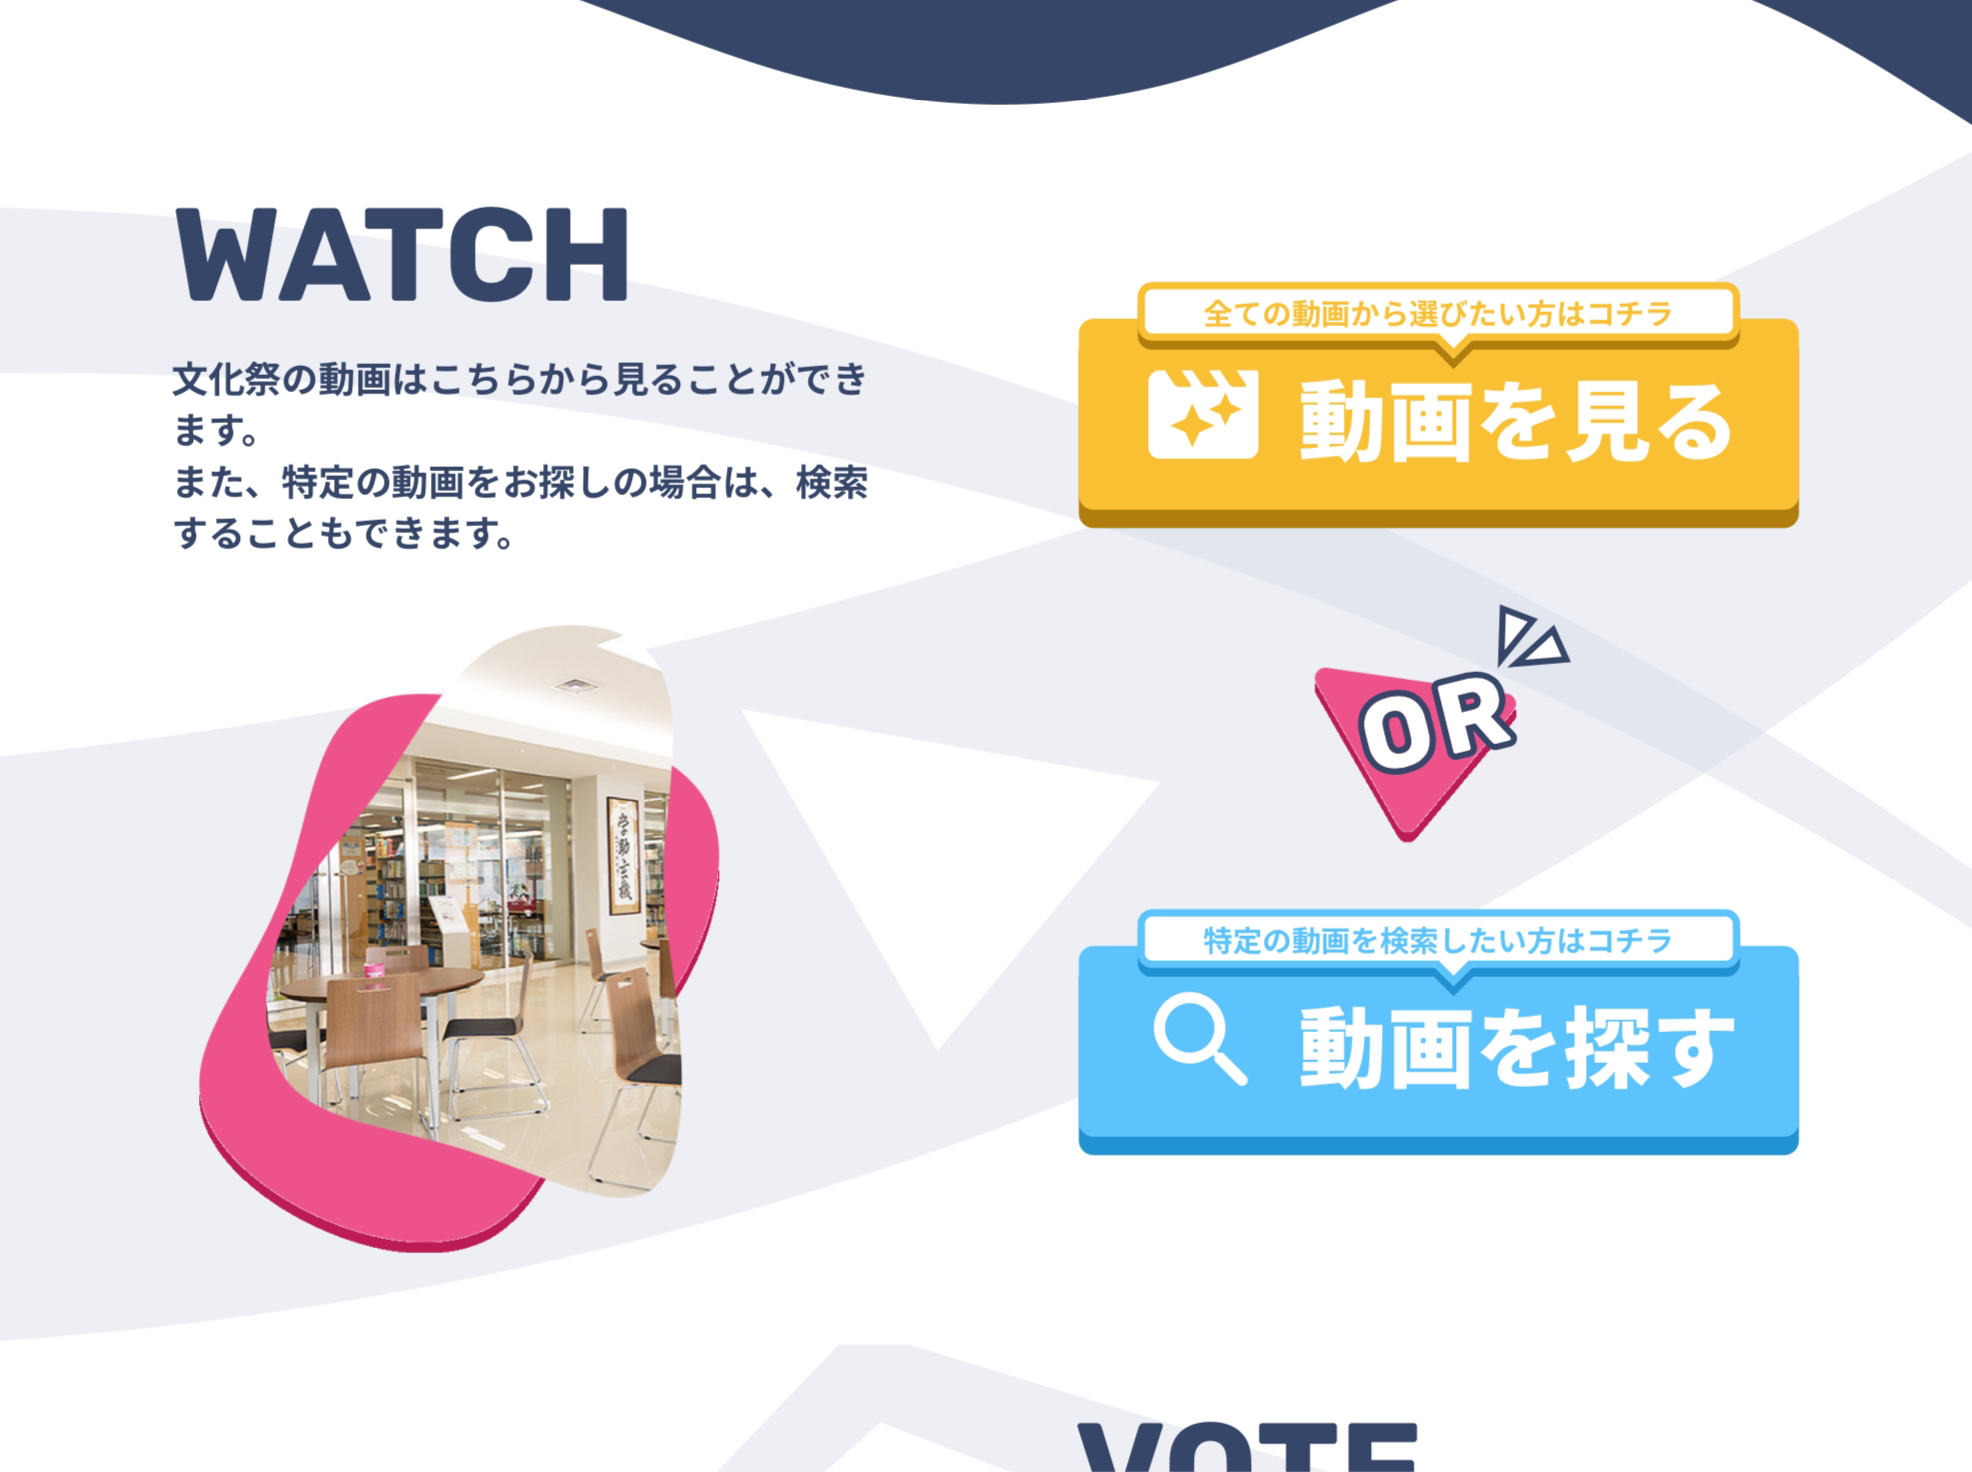 WATCH
文化祭の動画はこちらから見ることができ
ます。
また、特定の動画をお探しの場合は、検索
することもできます。
全ての動画から選びたい方はコチラ
動画を見る
OR
特定の動画を検索したい方はコチラ
動画を探す
VOTE